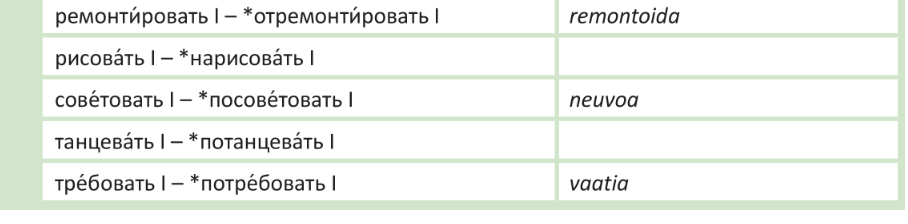 ремонти́ровать I – *отремонти́ровать I remontoida
рисова́ть I – *нарисова́ть I
сове́товать I – *посове́товать I neuvoa
танцева́ть I – *потанцева́ть I
тре́бовать I – *потре́бовать I vaatia